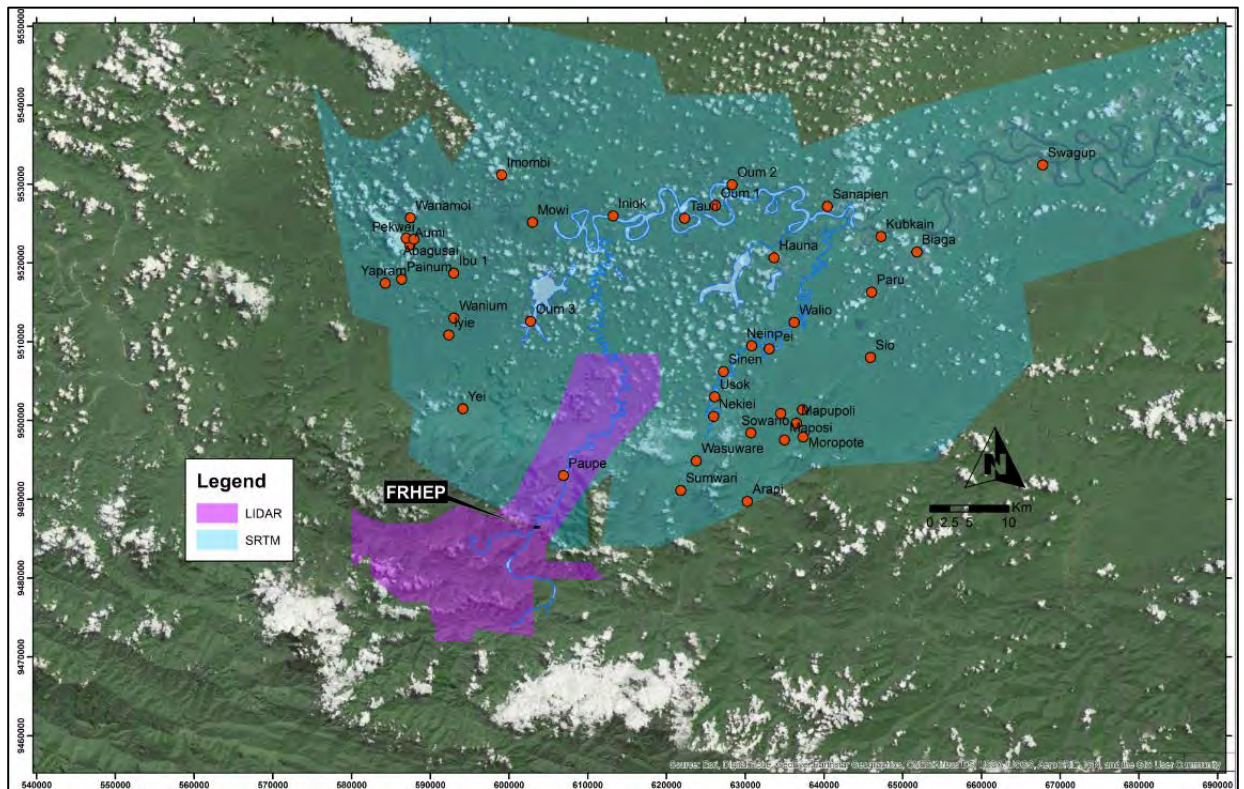 9550000
9540000
9530000
9520000
9510000
9500000
9490000
9480000
9470000
9460000
Swagup
Oum 2
Imombi
Oum 1
Sanapien
Wanamoi
Iniok
Tauri
Mowi
Pekwei
Aumi
Kubkain
Abagusai
Hauna
Biaga
Yapram
Painum
Ibu 1
Paru
Wanium
Oum 3
Walio
Iyie
Nein
Pei
Sinen
Sio
Usok
Yei
Nekiei
Mapupoli
Sowano
Maposi
Moropote
Wasuware
Paupe
Sumwari
Arapi
FRHEP
Legend
LIDAR
SRTM
N
Km
0 2.5 5 10
540000 550000 560000 570000 580000 590000 600000 610000 620000 630000 640000 650000 660000 670000 680000 690000